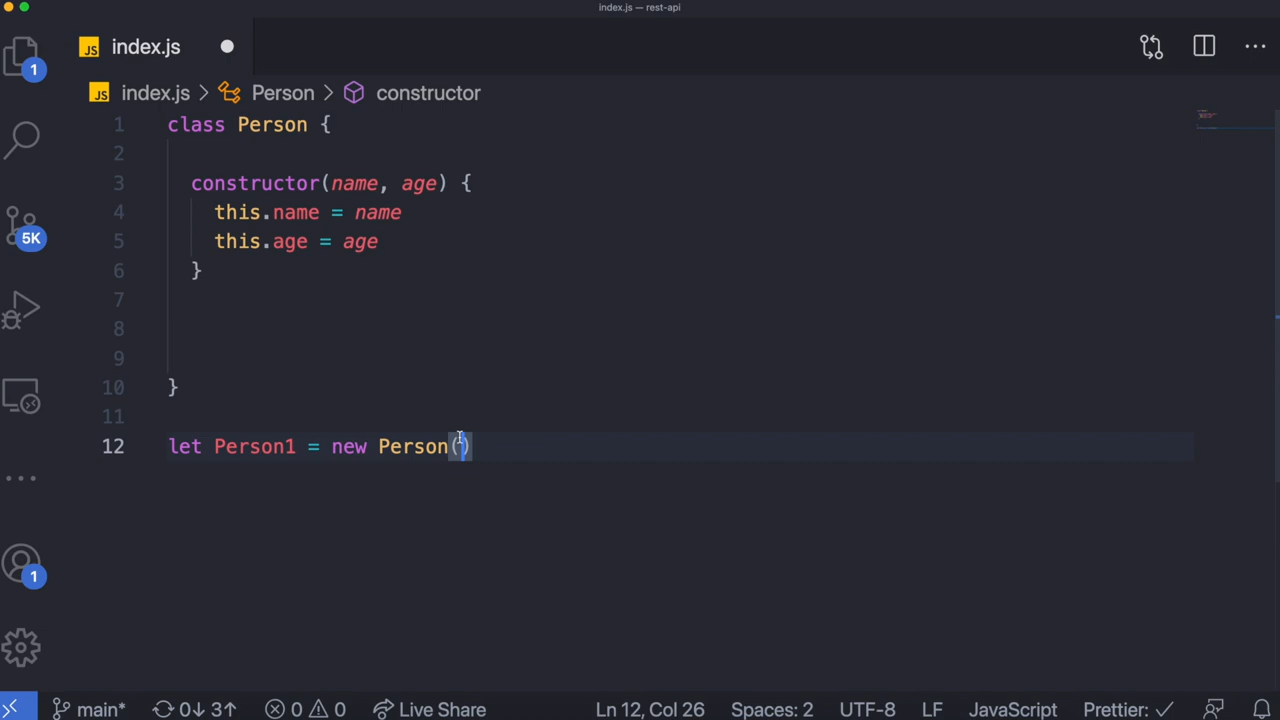 index.js — rest-api
JS index.js
JS index.js > Person > constructor
1 class Person {
2
3 constructor(name, age) {
4 this.name = name
5 this.age = age
6 }
7
8
9
10 }
11
12 let Person1 = new Person()
1
5K
1
main* 0↓ 3↑ 0 0 Live Share Ln 12, Col 26 Spaces: 2 UTF-8 LF JavaScript Prettier: ✓